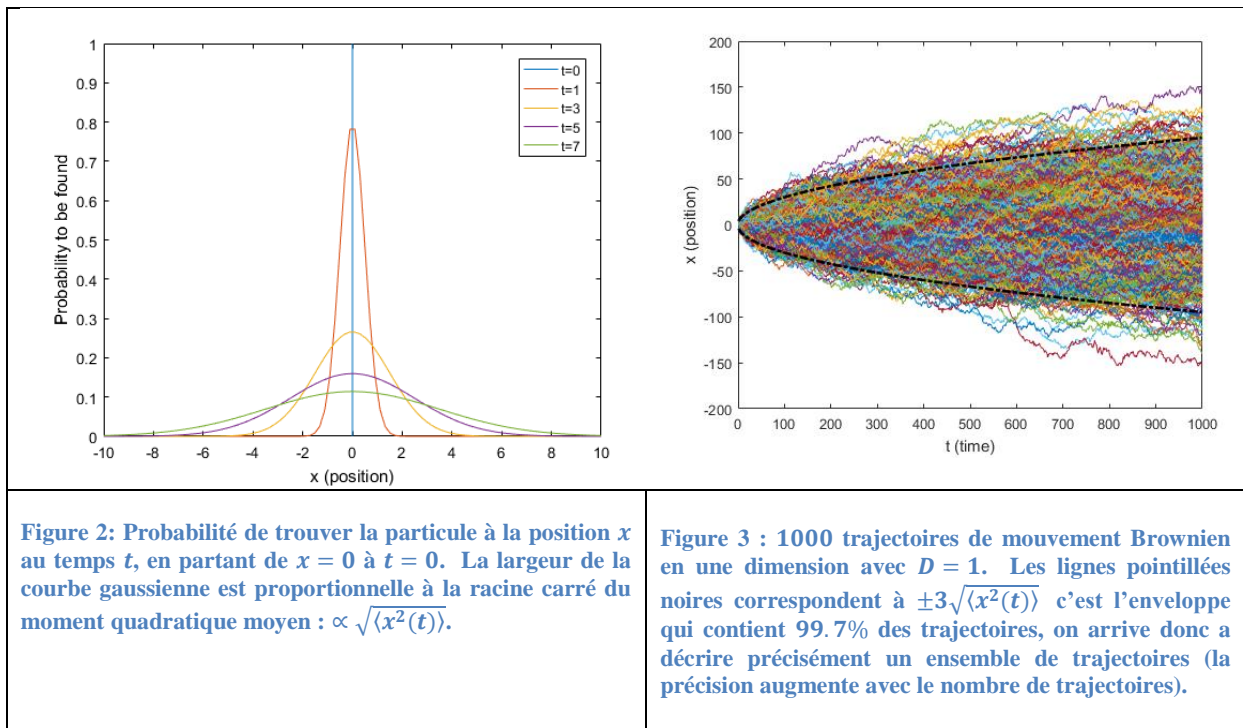 1
0.9
0.8
0.7
0.6
0.5
0.4
0.3
0.2
0.1
0
Probability to be found
-10 -8 -6 -4 -2 0 2 4 6 8 10
x (position)
t=0
t=1
t=3
t=5
t=7
200
150
100
50
0
-50
-100
-150
-200
x (position)
0 100 200 300 400 500 600 700 800 900 1000
t (time)
Figure 2: Probabilité de trouver la particule à la position x
au temps t, en partant de x = 0 à t = 0. La largeur de la
courbe gaussienne est proportionnelle à la racine carré du
moment quadratique moyen : ∝ √⟨x²(t)⟩.
Figure 3 : 1000 trajectoires de mouvement Brownien
en une dimension avec D = 1. Les lignes pointillées
noires correspondent à ±3√⟨x²(t)⟩ c’est l’enveloppe
qui contient 99.7% des trajectoires, on arrive donc a
décrire précisément un ensemble de trajectoires (la
précision augmente avec le nombre de trajectoires).